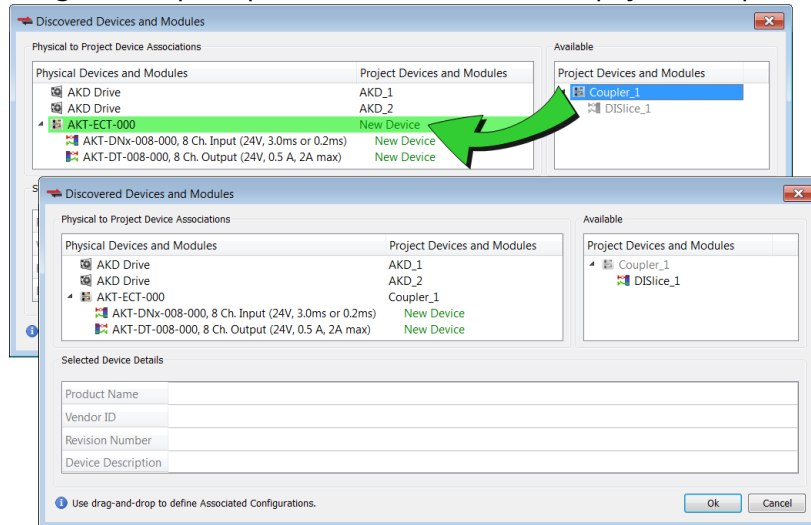 Discovered Devices and Modules
Physical to Project Device Associations
Available
Physical Devices and Modules
Project Devices and Modules
Project Devices and Modules
AKD Drive
AKD_1
Coupler_1
AKD Drive
AKD_2
DISlice_1
AKT-ECT-000
New Device
AKT-DNx-008-000, 8 Ch. Input (24V, 3.0ms or 0.2ms)
New Device
AKT-DT-008-000, 8 Ch. Output (24V, 0.5 A, 2A max)
New Device
Discovered Devices and Modules
Physical to Project Device Associations
Available
Physical Devices and Modules
Project Devices and Modules
Project Devices and Modules
AKD Drive
AKD_1
Coupler_1
AKD Drive
AKD_2
DISlice_1
AKT-ECT-000
Coupler_1
AKT-DNx-008-000, 8 Ch. Input (24V, 3.0ms or 0.2ms)
New Device
AKT-DT-008-000, 8 Ch. Output (24V, 0.5 A, 2A max)
New Device
Selected Device Details
Product Name
Vendor ID
Revision Number
Device Description
Use drag-and-drop to define Associated Configurations.
Ok
Cancel